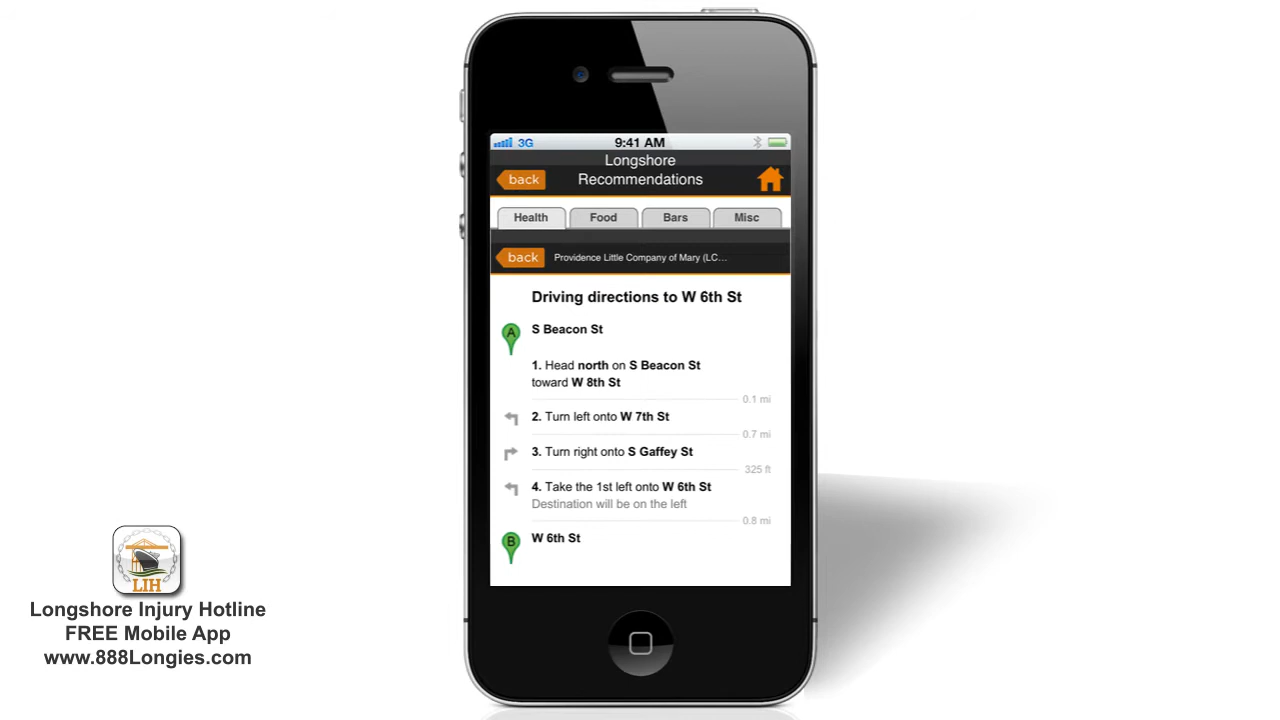 3G 9:41 AM
Longshore
back Recommendations
Health Food Bars Misc
back Providence Little Company of Mary (LC...
Driving directions to W 6th St
A S Beacon St
1. Head north on S Beacon St
toward W 8th St
0.1 mi
2. Turn left onto W 7th St
0.7 mi
3. Turn right onto S Gaffey St
325 ft
4. Take the 1st left onto W 6th St
Destination will be on the left
0.8 mi
B W 6th St
LIH
Longshore Injury Hotline
FREE Mobile App
www.888Longies.com